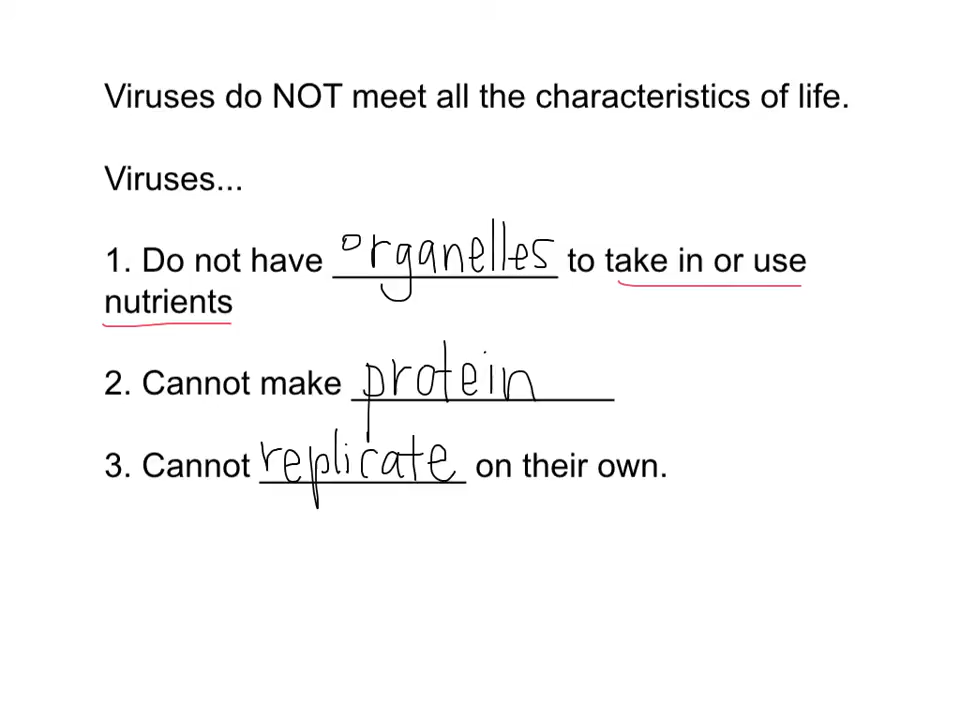 Viruses do NOT meet all the characteristics of life.
Viruses...
1. Do not have organelles to take in or use
nutrients
2. Cannot make protein
3. Cannot replicate on their own.